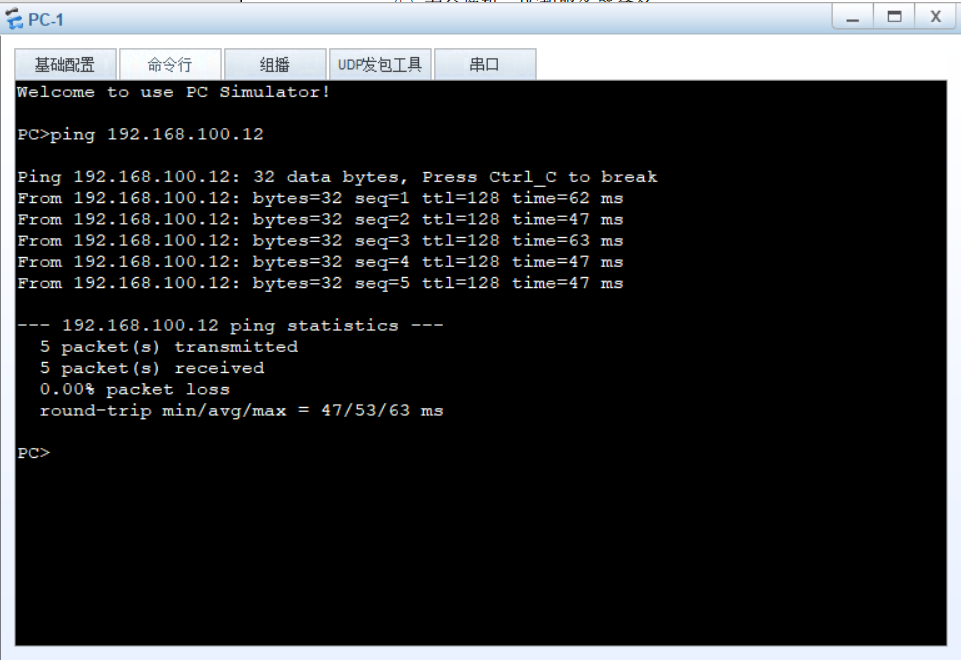 PC-1
基础配置 命令行 组播 UDP发包工具 串口
Welcome to use PC Simulator!
PC>ping 192.168.100.12
Ping 192.168.100.12: 32 data bytes, Press Ctrl_C to break
From 192.168.100.12: bytes=32 seq=1 ttl=128 time=62 ms
From 192.168.100.12: bytes=32 seq=2 ttl=128 time=47 ms
From 192.168.100.12: bytes=32 seq=3 ttl=128 time=63 ms
From 192.168.100.12: bytes=32 seq=4 ttl=128 time=47 ms
From 192.168.100.12: bytes=32 seq=5 ttl=128 time=47 ms
--- 192.168.100.12 ping statistics ---
5 packet(s) transmitted
5 packet(s) received
0.00% packet loss
round-trip min/avg/max = 47/53/63 ms
PC>